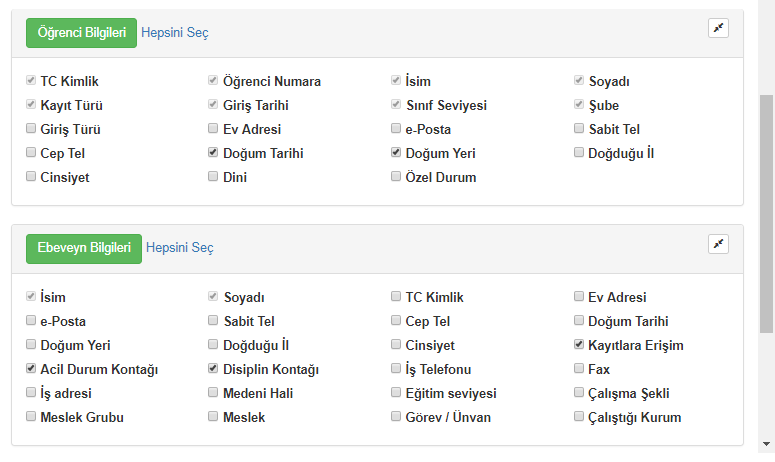 Öğrenci Bilgileri Hepsini Seç
TC Kimlik Öğrenci Numara İsim Soyadı
Kayıt Türü Giriş Tarihi Sınıf Seviyesi Şube
Giriş Türü Ev Adresi e-Posta Sabit Tel
Cep Tel Doğum Tarihi Doğum Yeri Doğduğu İl
Cinsiyet Dini Özel Durum
Ebeveyn Bilgileri Hepsini Seç
İsim Soyadı TC Kimlik Ev Adresi
e-Posta Sabit Tel Cep Tel Doğum Tarihi
Doğum Yeri Doğduğu İl Cinsiyet Kayıtlara Erişim
Acil Durum Kontağı Disiplin Kontağı İş Telefonu Fax
İş adresi Medeni Hali Eğitim seviyesi Çalışma Şekli
Meslek Grubu Meslek Görev / Ünvan Çalıştığı Kurum